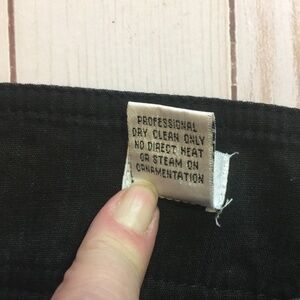 PROFESSIONAL
DRY CLEAN ONLY
NO DIRECT HEAT
OR STEAM ON
ORNAMENTATION